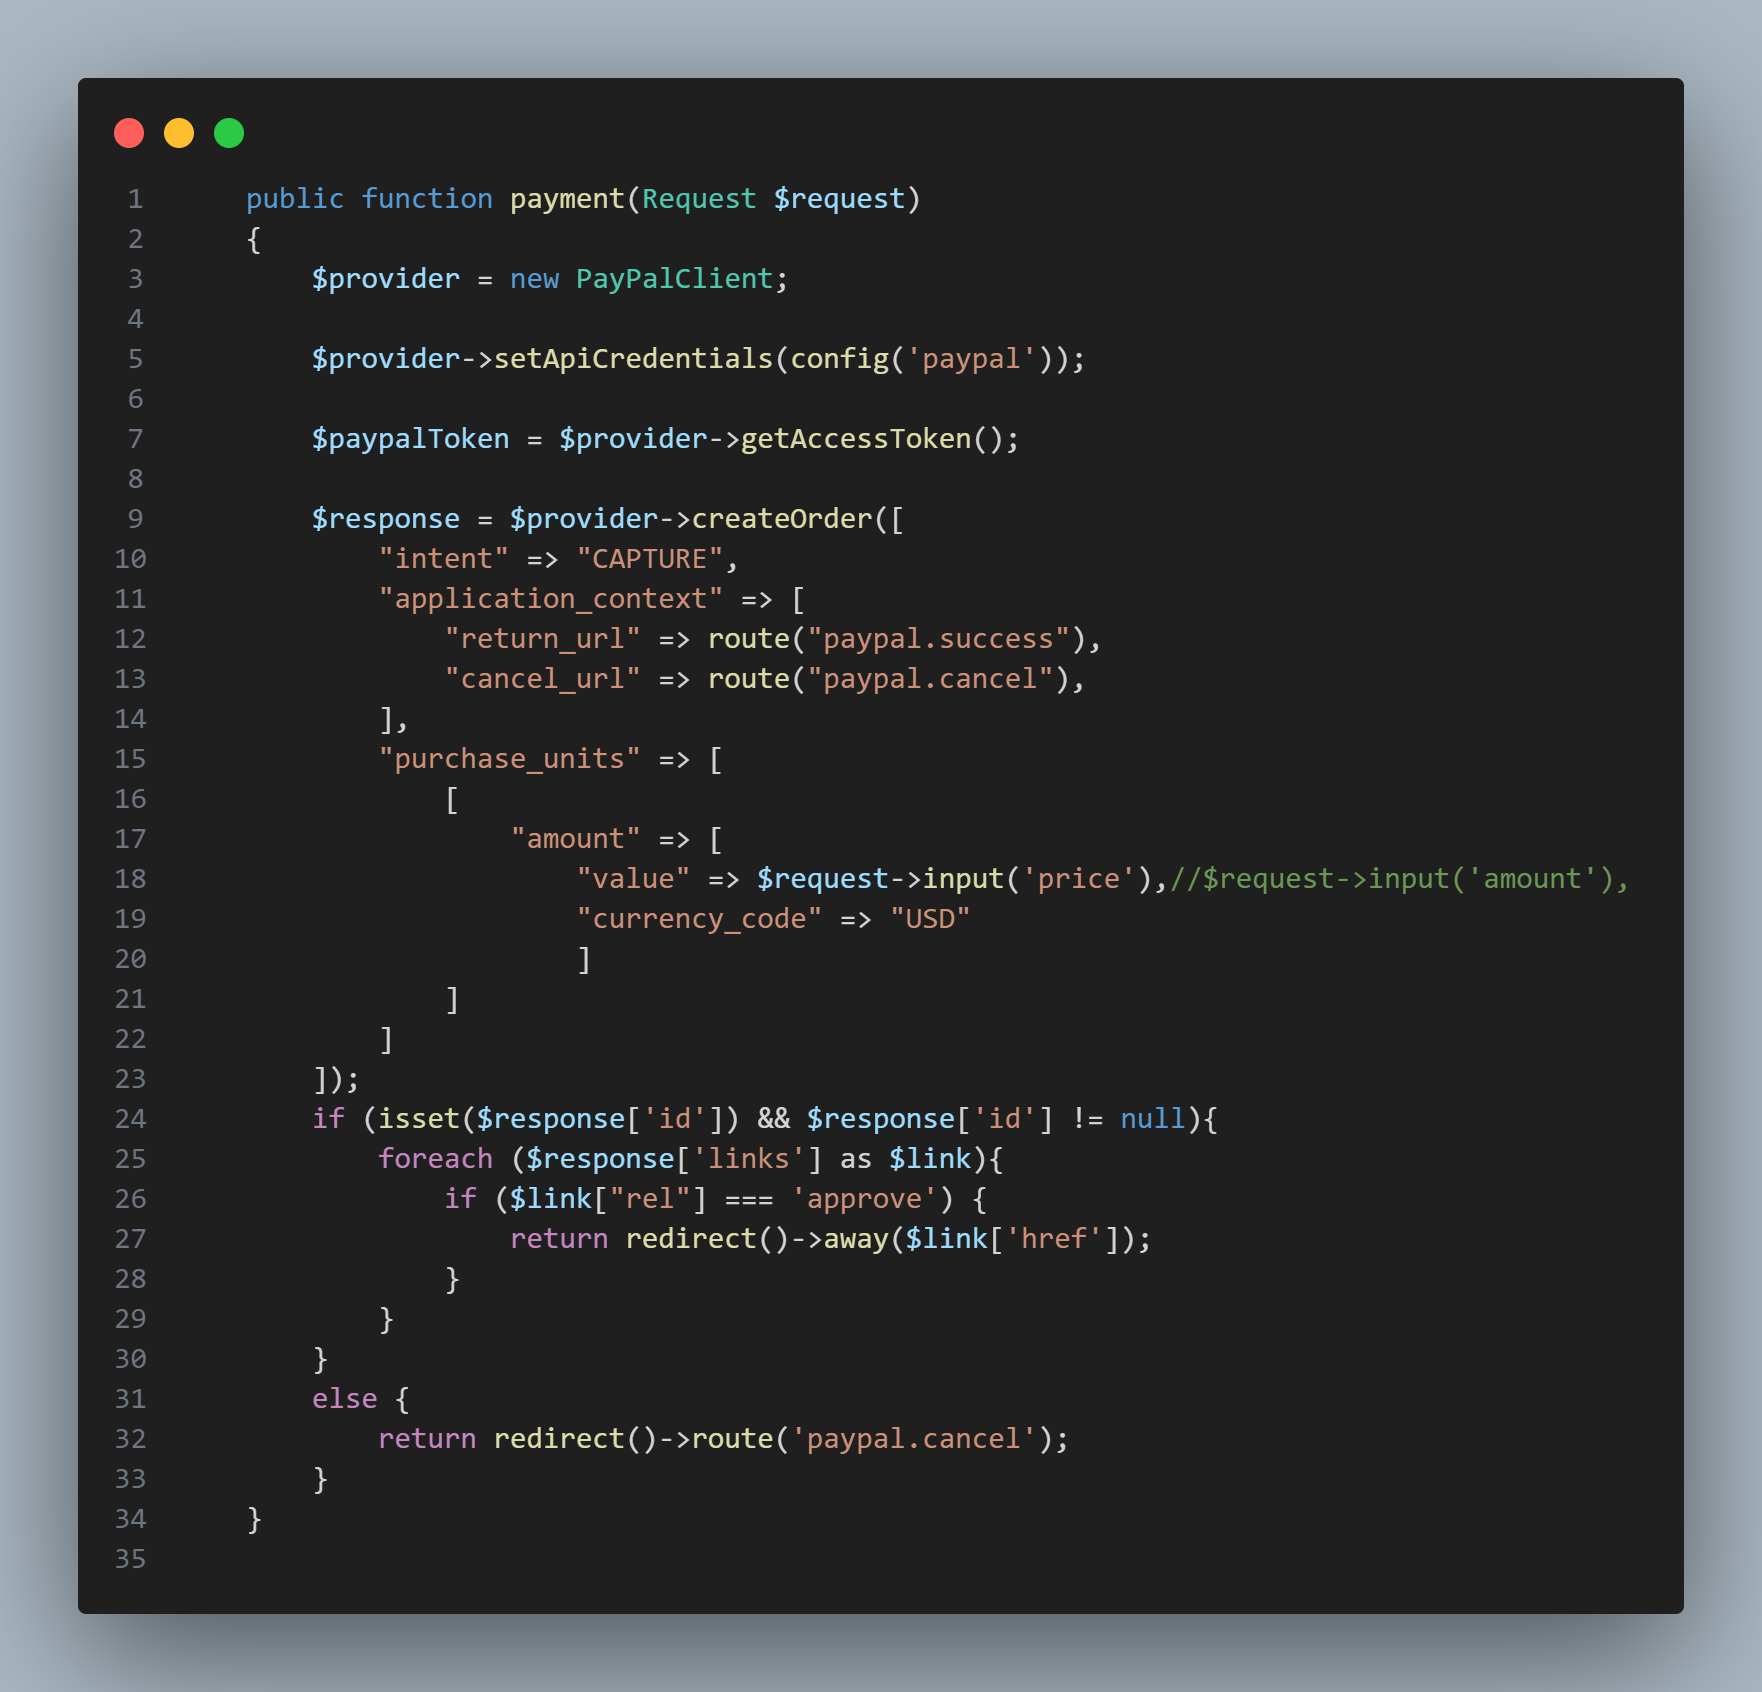 1 public function payment(Request $request)
2 {
3 $provider = new PayPalClient;
4
5 $provider->setApiCredentials(config('paypal'));
6
7 $paypalToken = $provider->getAccessToken();
8
9 $response = $provider->createOrder([
10 "intent" => "CAPTURE",
11 "application_context" => [
12 "return_url" => route("paypal.success"),
13 "cancel_url" => route("paypal.cancel"),
14 ],
15 "purchase_units" => [
16 [
17 "amount" => [
18 "value" => $request->input('price'),//$request->input('amount'),
19 "currency_code" => "USD"
20 ]
21 ]
22 ]
23 ]);
24 if (isset($response['id']) && $response['id'] != null){
25 foreach ($response['links'] as $link){
26 if ($link["rel"] === 'approve') {
27 return redirect()->away($link['href']);
28 }
29 }
30 }
31 else {
32 return redirect()->route('paypal.cancel');
33 }
34 }
35